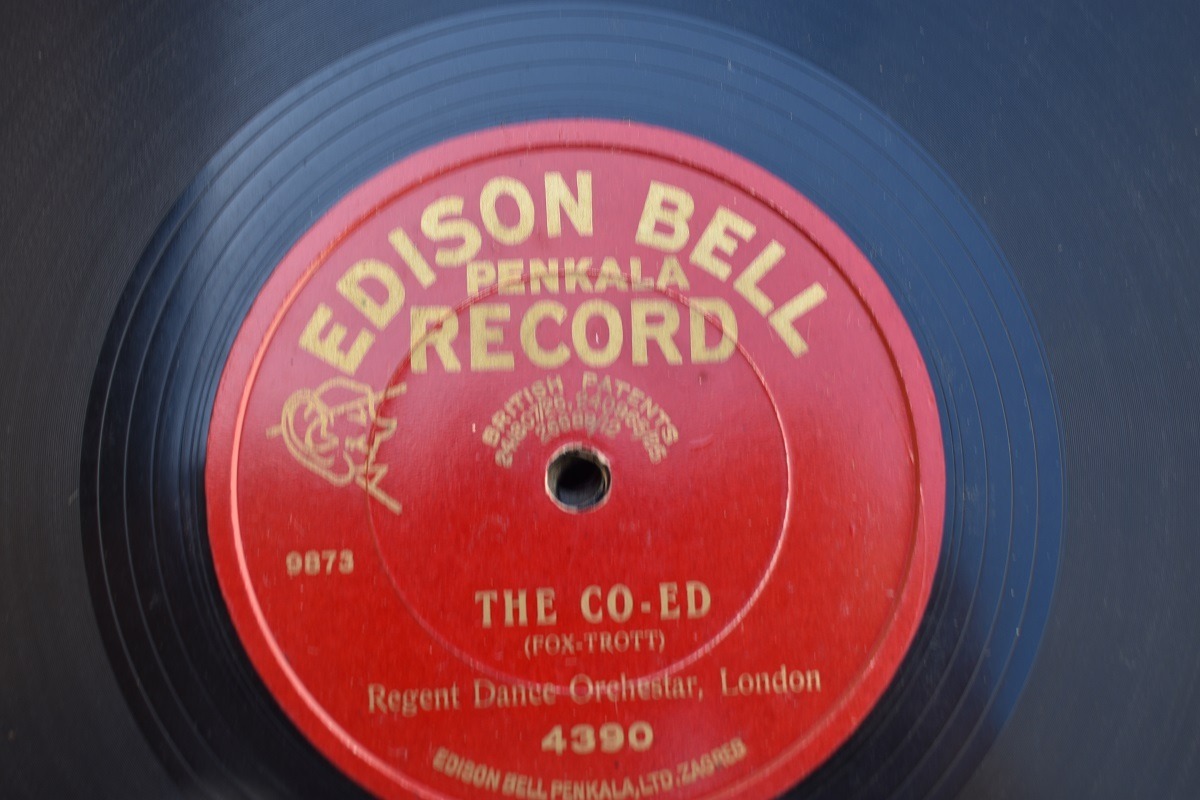 EDISON BELL
PENKALA
RECORD
BRITISH PATENTS
9873
THE CO-ED
(FOX-TROTT)
Regent Dance Orchestar, London
4390
EDISON BELL PENKALA, LTD. ZAGREB